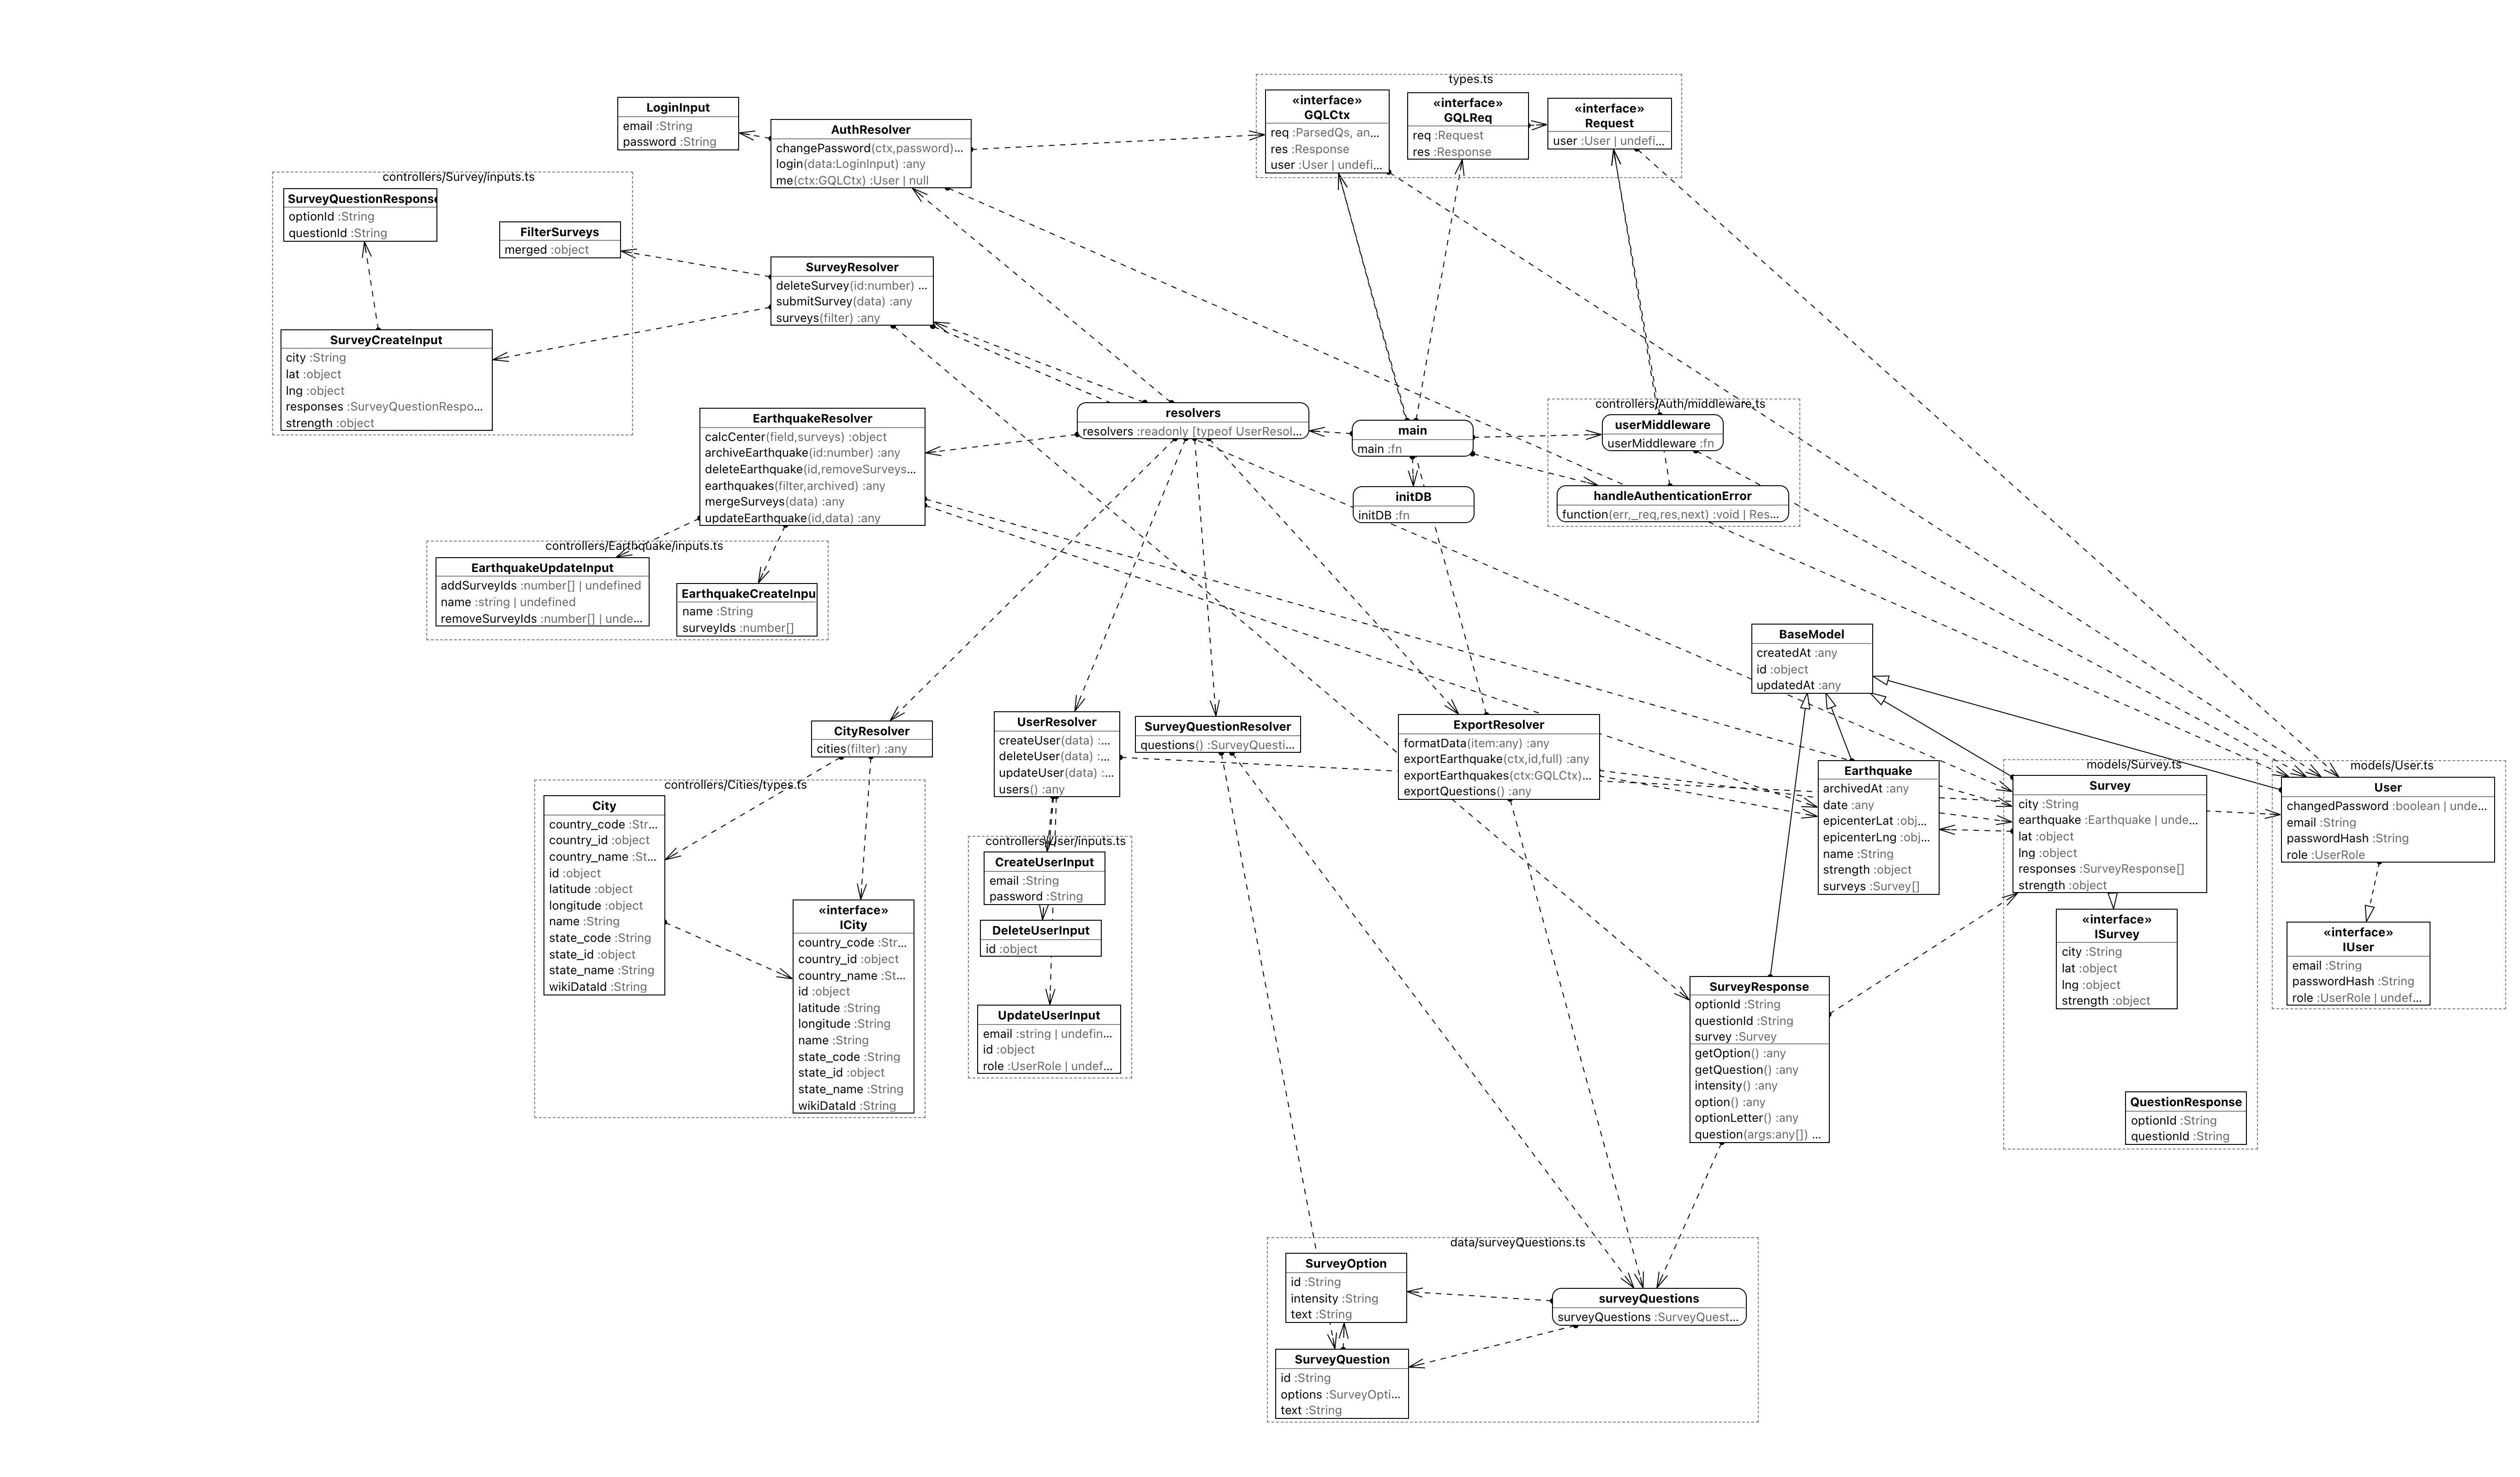 types.ts
«interface»
GQLCtx
req :ParsedQs, an...
res :Response
user :User | undefi...
«interface»
GQLReq
req :Request
res :Response
«interface»
Request
user :User | undefi...
LoginInput
email :String
password :String
AuthResolver
changePassword(ctx,password)...
login(data:LoginInput) :any
me(ctx:GQLCtx) :User | null
controllers/Survey/inputs.ts
SurveyQuestionRespons
optionId :String
questionId :String
FilterSurveys
merged :object
SurveyCreateInput
city :String
lat :object
lng :object
responses :SurveyQuestionRespo...
strength :object
SurveyResolver
deleteSurvey(id:number) ...
submitSurvey(data) :any
surveys(filter) :any
EarthquakeResolver
calcCenter(field,surveys) :object
archiveEarthquake(id:number) :any
deleteEarthquake(id,removeSurveys...
earthquakes(filter,archived) :any
mergeSurveys(data) :any
updateEarthquake(id,data) :any
resolvers
resolvers :readonly [typeof UserResol...
main
main :fn
initDB
initDB :fn
controllers/Auth/middleware.ts
userMiddleware
userMiddleware :fn
handleAuthenticationError
function(err,_req,res,next) :void | Res...
controllers/Earthquake/inputs.ts
EarthquakeUpdateInput
addSurveyIds :number[] | undefined
name :string | undefined
removeSurveyIds :number[] | unde...
EarthquakeCreateInpu
name :String
surveyIds :number[]
BaseModel
createdAt :any
id :object
updatedAt :any
CityResolver
cities(filter) :any
UserResolver
createUser(data) :...
deleteUser(data) :...
updateUser(data) :...
users() :any
SurveyQuestionResolver
questions() :SurveyQuesti...
ExportResolver
formatData(item:any) :any
exportEarthquake(ctx,id,full) :any
exportEarthquakes(ctx:GQLCtx)...
exportQuestions() :any
Earthquake
archivedAt :any
date :any
epicenterLat :obj...
epicenterLng :obj...
name :String
strength :object
surveys :Survey[]
models/Survey.ts
Survey
city :String
earthquake :Earthquake | unde...
lat :object
lng :object
responses :SurveyResponse[]
strength :object
«interface»
ISurvey
city :String
lat :object
lng :object
strength :object
QuestionResponse
optionId :String
questionId :String
models/User.ts
User
changedPassword :boolean | unde...
email :String
passwordHash :String
role :UserRole
«interface»
IUser
email :String
passwordHash :String
role :UserRole | undef...
controllers/Cities/types.ts
City
country_code :Str...
country_id :object
country_name :St...
id :object
latitude :object
longitude :object
name :String
state_code :String
state_id :object
state_name :String
wikiDataId :String
«interface»
ICity
country_code :Str...
country_id :object
country_name :St...
id :object
latitude :String
longitude :String
name :String
state_code :String
state_id :object
state_name :String
wikiDataId :String
controllers/User/inputs.ts
CreateUserInput
email :String
password :String
DeleteUserInput
id :object
UpdateUserInput
email :string | undefin...
id :object
role :UserRole | undef...
SurveyResponse
optionId :String
questionId :String
survey :Survey
getOption() :any
getQuestion() :any
intensity() :any
option() :any
optionLetter() :any
question(args:any[]) ...
data/surveyQuestions.ts
SurveyOption
id :String
intensity :String
text :String
surveyQuestions
surveyQuestions :SurveyQuest...
SurveyQuestion
id :String
options :SurveyOpti...
text :String